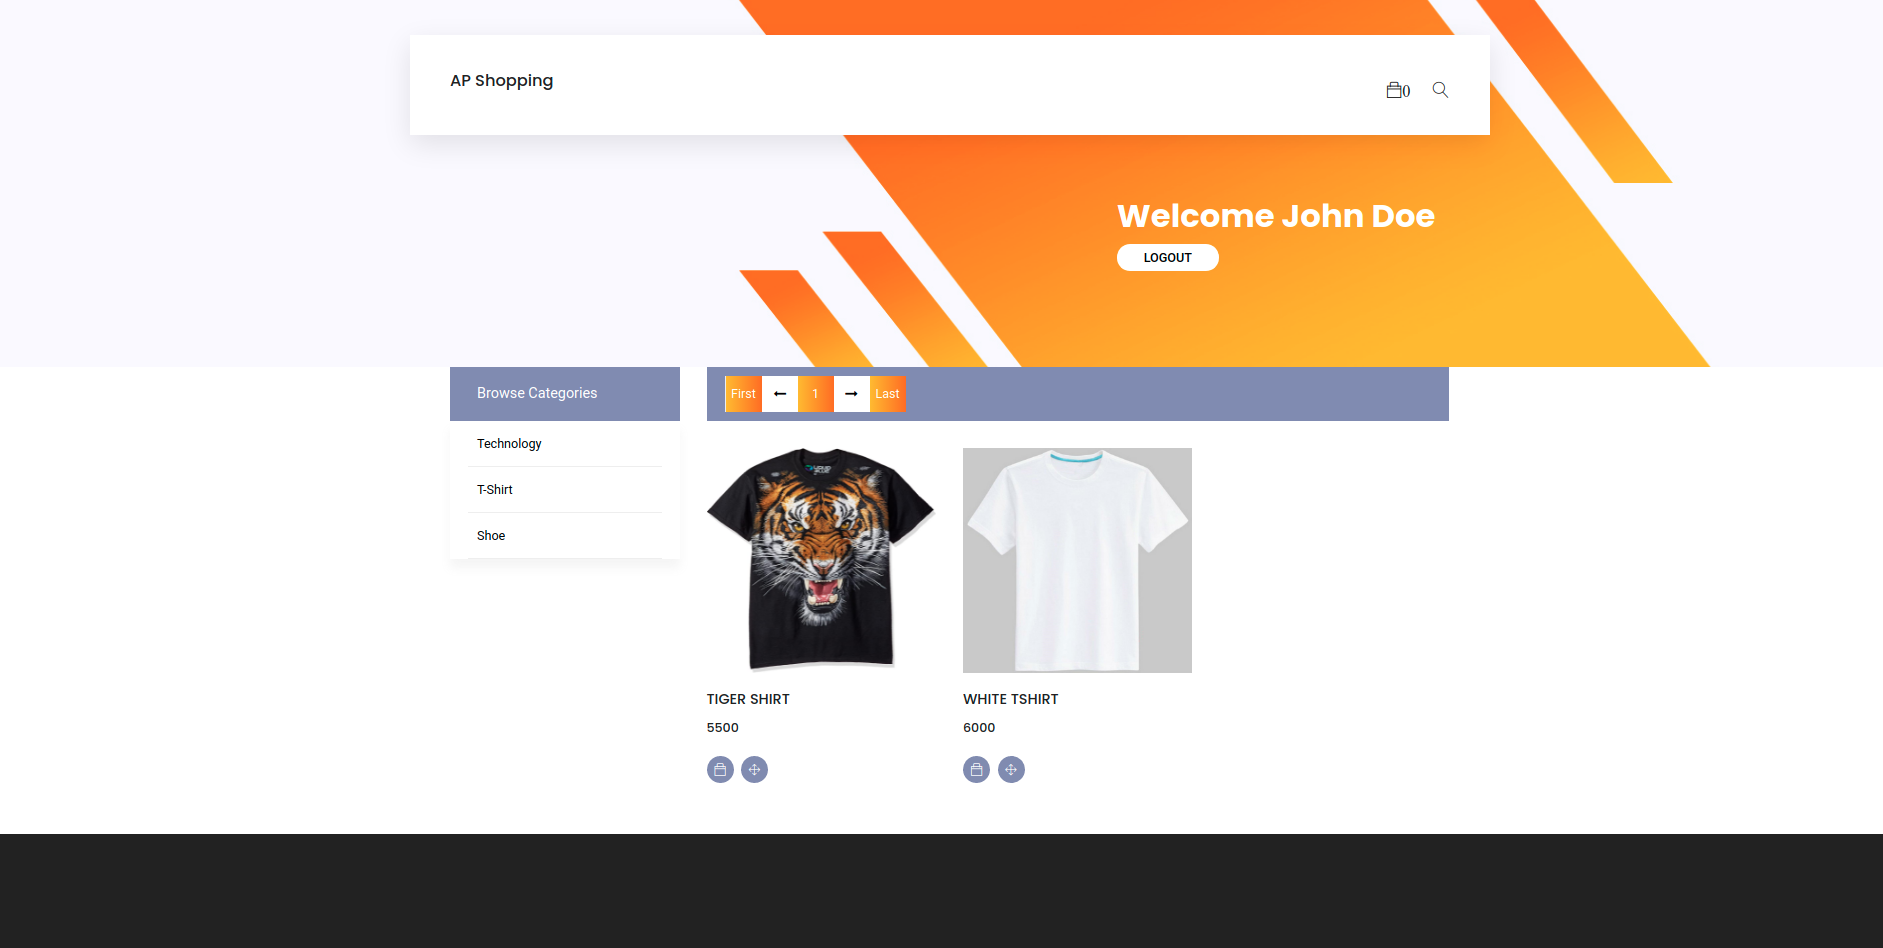 AP Shopping
0
Welcome John Doe
LOGOUT
Browse Categories
First
1
Last
Technology
T-Shirt
Shoe
TIGER SHIRT
WHITE TSHIRT
5500
6000